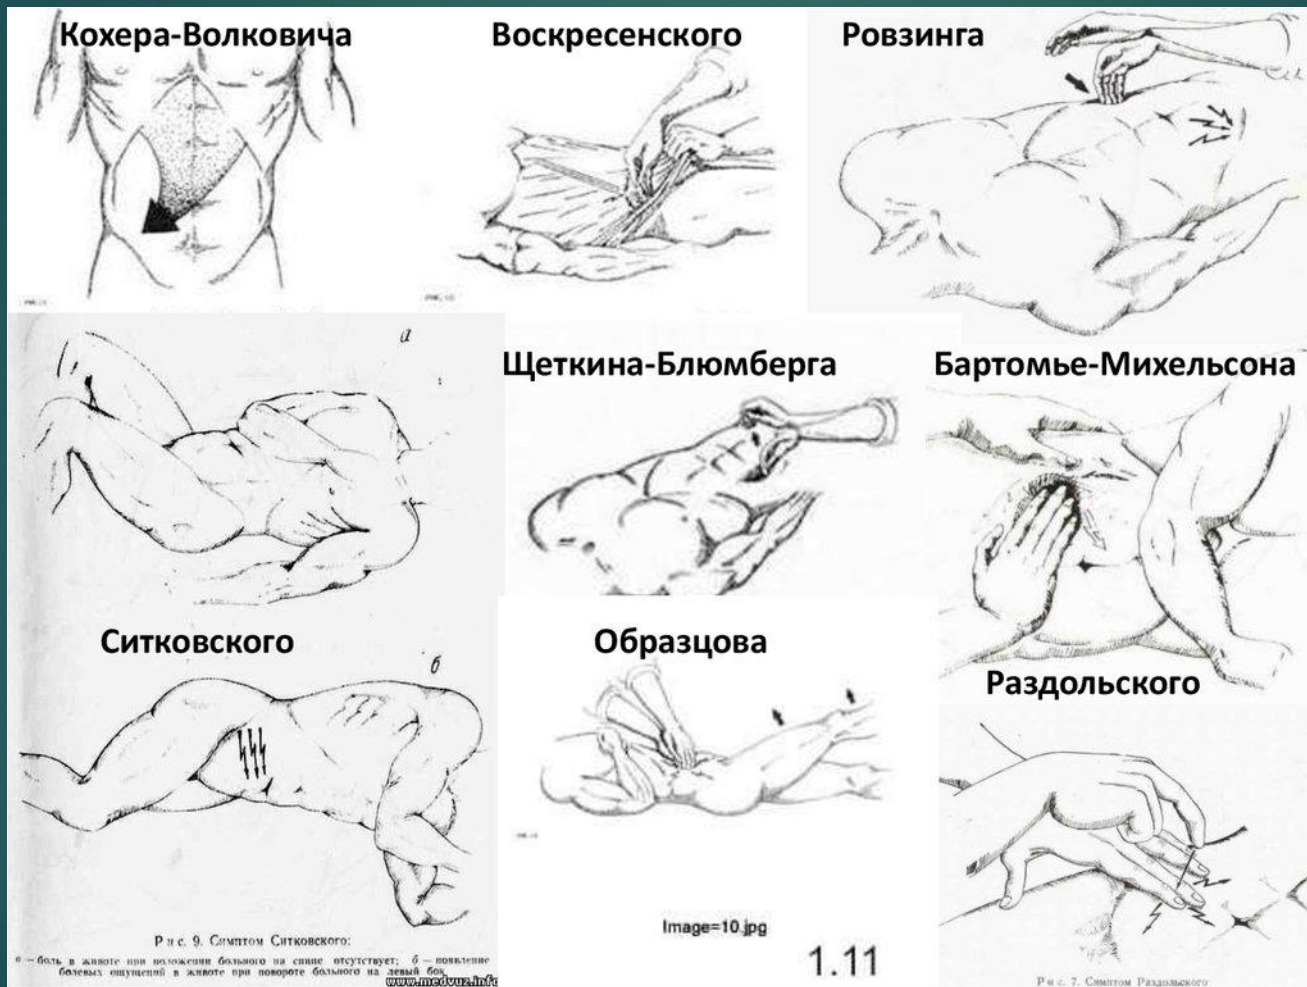 Кохера-Волковича
Воскресенского
Ровзинга
а
Щеткина-Блюмберга
Бартомье-Михельсона
Ситковского
б
Образцова
Раздольского
Image=10.jpg
1.11
Рис. 9. Симптом Ситковского:
а — боль в животе при положении больного на спине отсутствует; б — появление
болевых ощущений в животе при повороте больного на левый бок
www.medvuz.info
Рис. 7. Симптом Раздольского